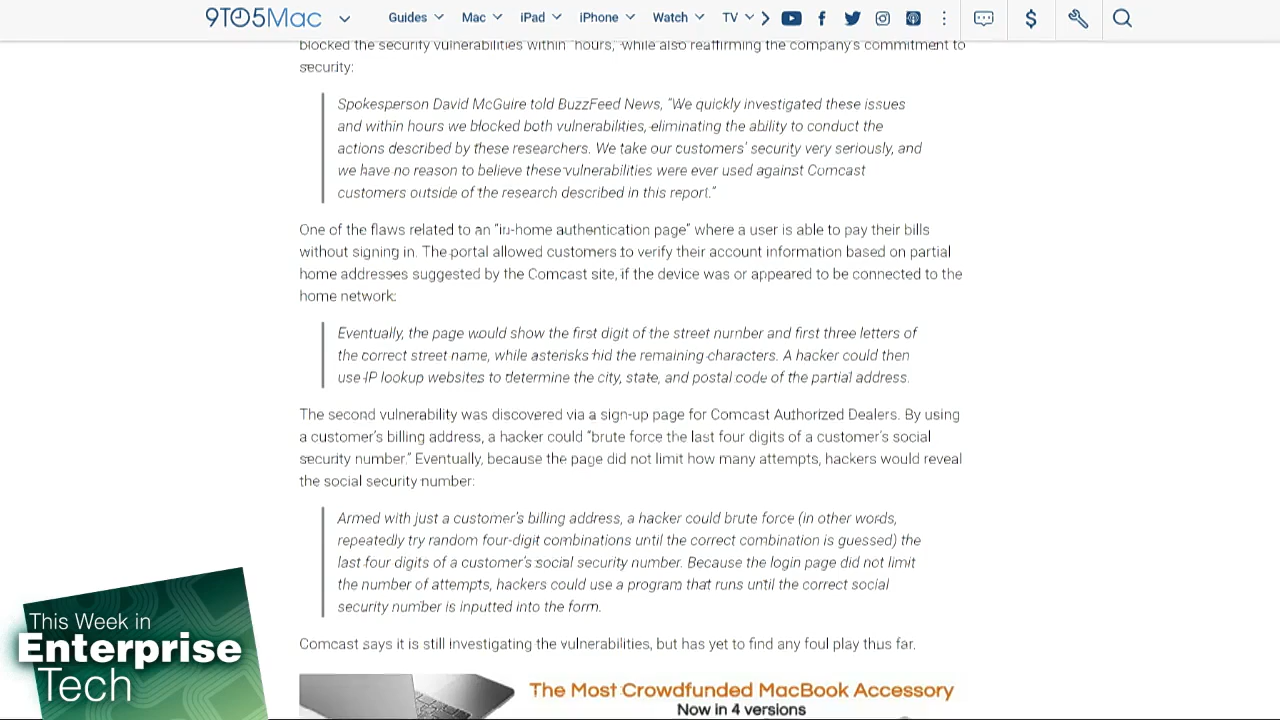 9TO5Mac
Guides
Mac
iPad
iPhone
Watch
TV
blocked the security vulnerabilities within “hours,” while also reaffirming the company’s commitment to
security:
Spokesperson David McGuire told BuzzFeed News, “We quickly investigated these issues
and within hours we blocked both vulnerabilities, eliminating the ability to conduct the
actions described by these researchers. We take our customers’ security very seriously, and
we have no reason to believe these vulnerabilities were ever used against Comcast
customers outside of the research described in this report.”
One of the flaws related to an “in-home authentication page” where a user is able to pay their bills
without signing in. The portal allowed customers to verify their account information based on partial
home addresses suggested by the Comcast site, if the device was or appeared to be connected to the
home network:
Eventually, the page would show the first digit of the street number and first three letters of
the correct street name, while asterisks hid the remaining characters. A hacker could then
use IP lookup websites to determine the city, state, and postal code of the partial address.
The second vulnerability was discovered via a sign-up page for Comcast Authorized Dealers. By using
a customer’s billing address, a hacker could “brute force the last four digits of a customer’s social
security number.” Eventually, because the page did not limit how many attempts, hackers would reveal
the social security number:
Armed with just a customer’s billing address, a hacker could brute force (in other words,
repeatedly try random four-digit combinations until the correct combination is guessed) the
last four digits of a customer’s social security number. Because the login page did not limit
the number of attempts, hackers could use a program that runs until the correct social
security number is inputted into the form.
Comcast says it is still investigating the vulnerabilities, but has yet to find any foul play thus far.
The Most Crowdfunded MacBook Accessory
Now in 4 versions
This Week in
Enterprise
Tech